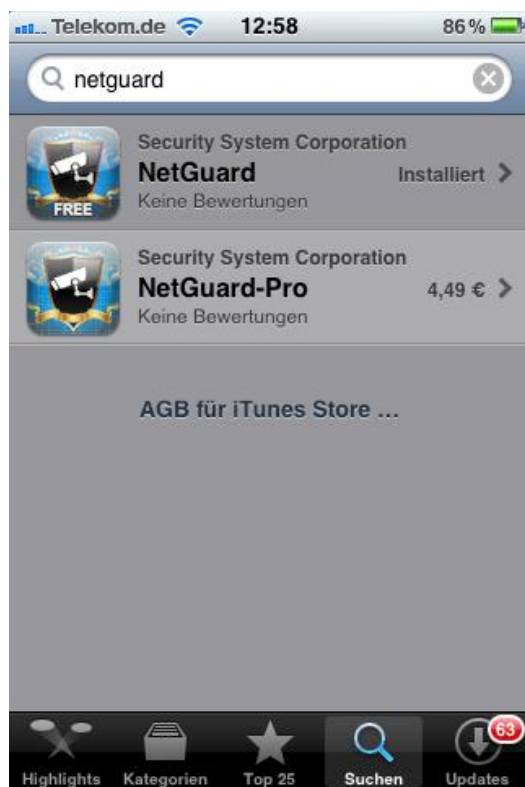 Telekom.de 12:58 86 %
netguard
Security System Corporation
NetGuard
Installiert
Keine Bewertungen
FREE
Security System Corporation
NetGuard-Pro
4,49 €
Keine Bewertungen
AGB für iTunes Store ...
63
Highlights Kategorien Top 25 Suchen Updates